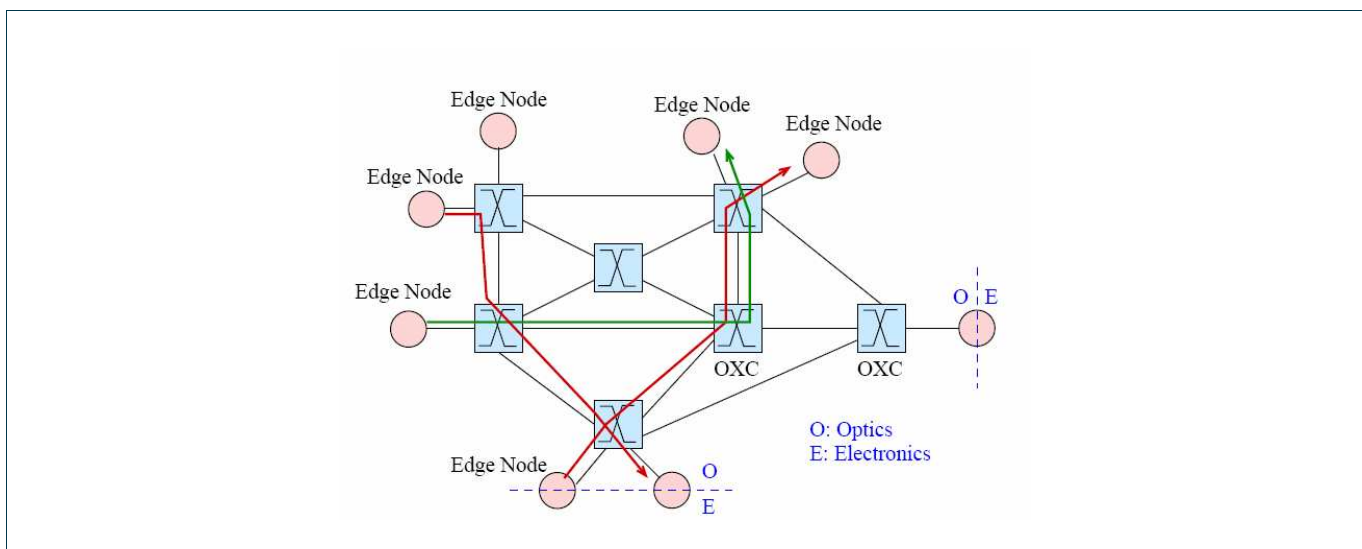 Edge Node
Edge Node
Edge Node
Edge Node
Edge Node
O E
OXC
OXC
O: Optics
E: Electronics
Edge Node
O
E